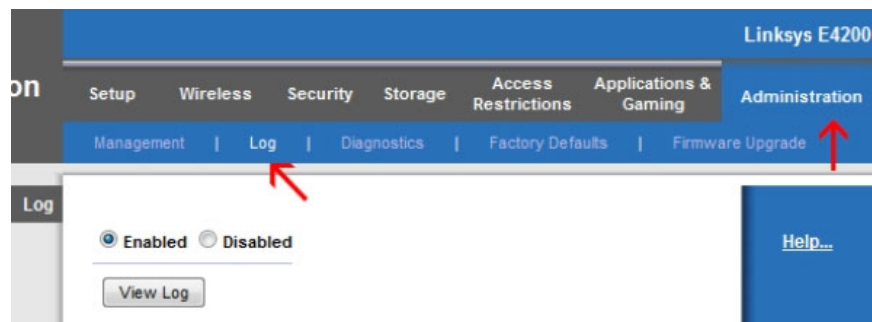 Linksys E4200
on
Setup Wireless Security Storage Access Restrictions Applications & Gaming Administration
Management | Log | Diagnostics | Factory Defaults | Firmware Upgrade
Log
Enabled Disabled
Help...
View Log